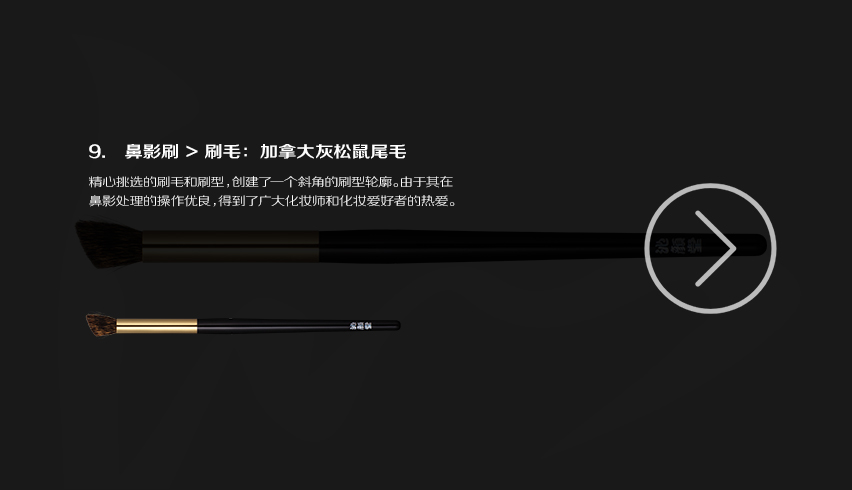 9. 鼻影刷 > 刷毛：加拿大灰松鼠尾毛
精心挑选的刷毛和刷型，创建了一个斜角的刷型轮廓。由于其在
鼻影处理的操作优良，得到了广大化妆师和化妆爱好者的热爱。